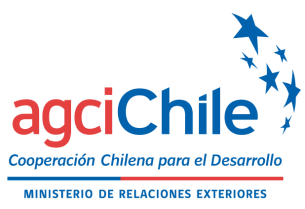 agciChile
Cooperación Chilena para el Desarrollo
MINISTERIO DE RELACIONES EXTERIORES